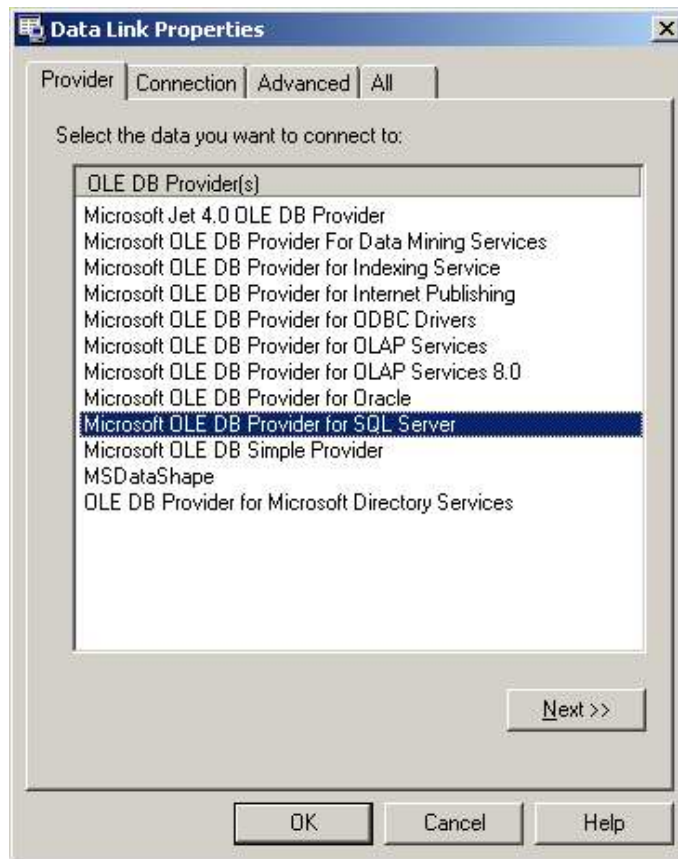 Data Link Properties
Provider Connection Advanced All
Select the data you want to connect to:
OLE DB Provider(s)
Microsoft Jet 4.0 OLE DB Provider
Microsoft OLE DB Provider For Data Mining Services
Microsoft OLE DB Provider for Indexing Service
Microsoft OLE DB Provider for Internet Publishing
Microsoft OLE DB Provider for ODBC Drivers
Microsoft OLE DB Provider for OLAP Services
Microsoft OLE DB Provider for OLAP Services 8.0
Microsoft OLE DB Provider for Oracle
Microsoft OLE DB Provider for SQL Server
Microsoft OLE DB Simple Provider
MSDataShape
OLE DB Provider for Microsoft Directory Services
Next >>
OK Cancel Help